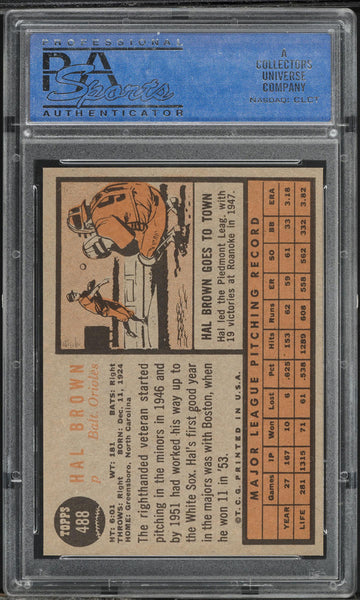 PROFESSIONAL
PSA
Sports
AUTHENTICATOR
A
COLLECTORS
UNIVERSE
COMPANY
NASDAQ: CLCT
TOPPS
488
HAL BROWN
P Balt. Orioles
HT: 6:01 WT: 181 BATS: Right
THROWS: Right BORN: Dec. 11, 1924
HOME: Greensboro, North Carolina
The righthanded veteran started
pitching in the minors in 1946 and
by 1951 had worked his way up to
the White Sox. Hal's first good year
in the majors was with Boston, when
he won 11 in '53.
©T.C.G. PRINTED IN U.S.A.
HAL BROWN GOES TO TOWN
Hal led the Piedmont Leag. with
19 victories at Roanoke in 1947.
MAJOR LEAGUE PITCHING RECORD
Games IP Won Lost Pct Hits Runs ER SO BB ERA
YEAR 27 167 10 6 .625 153 62 59 61 33 3.18
LIFE 281 1315 71 61 .538 1289 608 558 562 332 3.82